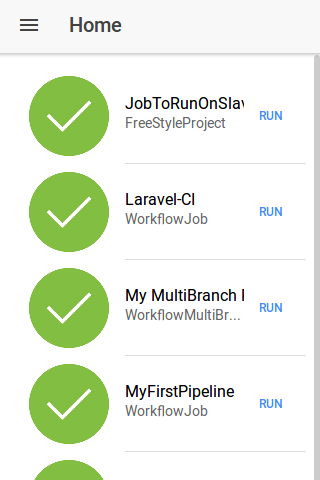 Home
JobToRunOnSlav
FreeStyleProject
RUN
Laravel-CI
WorkflowJob
RUN
My MultiBranch
WorkflowMultiBr...
RUN
MyFirstPipeline
WorkflowJob
RUN